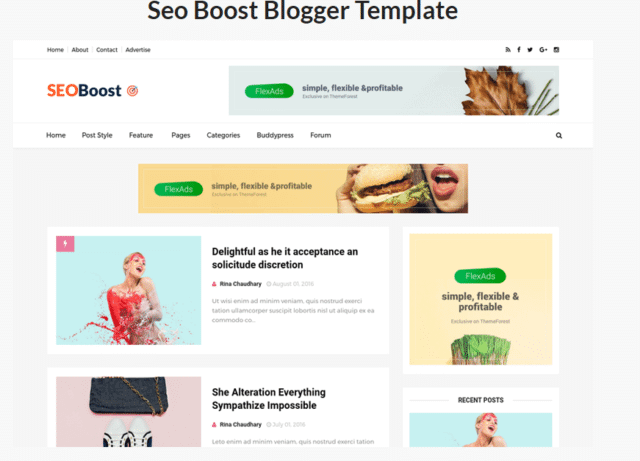 Seo Boost Blogger Template
Home About Contact Advertise
SEOBoost
FlexAds
simple, flexible &profitable
Exclusive on ThemeForest
Home Post Style Feature Pages Categories Buddypress Forum
FlexAds
simple, flexible &profitable
Exclusive on ThemeForest
Delightful as he it acceptance an
solicitude discretion
Rina Chaudhary August 01, 2016
Ut wisi enim ad minim veniam, quis nostrud exerci
tation ullamcorper suscipit lobortis nisl ut aliquip ex ea
commodo co...
FlexAds
simple, flexible &
profitable
Exclusive on ThemeForest
She Alteration Everything
Sympathize Impossible
Rina Chaudhary July 01, 2016
Leto enim ad minim veniam, quis nostrud exerci
RECENT POSTS